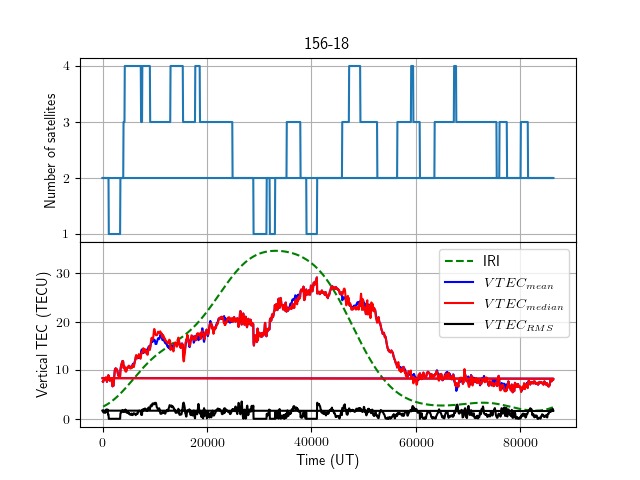 156-18
Number of satellites
4
3
2
1
Vertical TEC (TECU)
30
20
10
0
IRI
VTEC_mean
VTEC_median
VTEC_RMS
0 20000 40000 60000 80000
Time (UT)